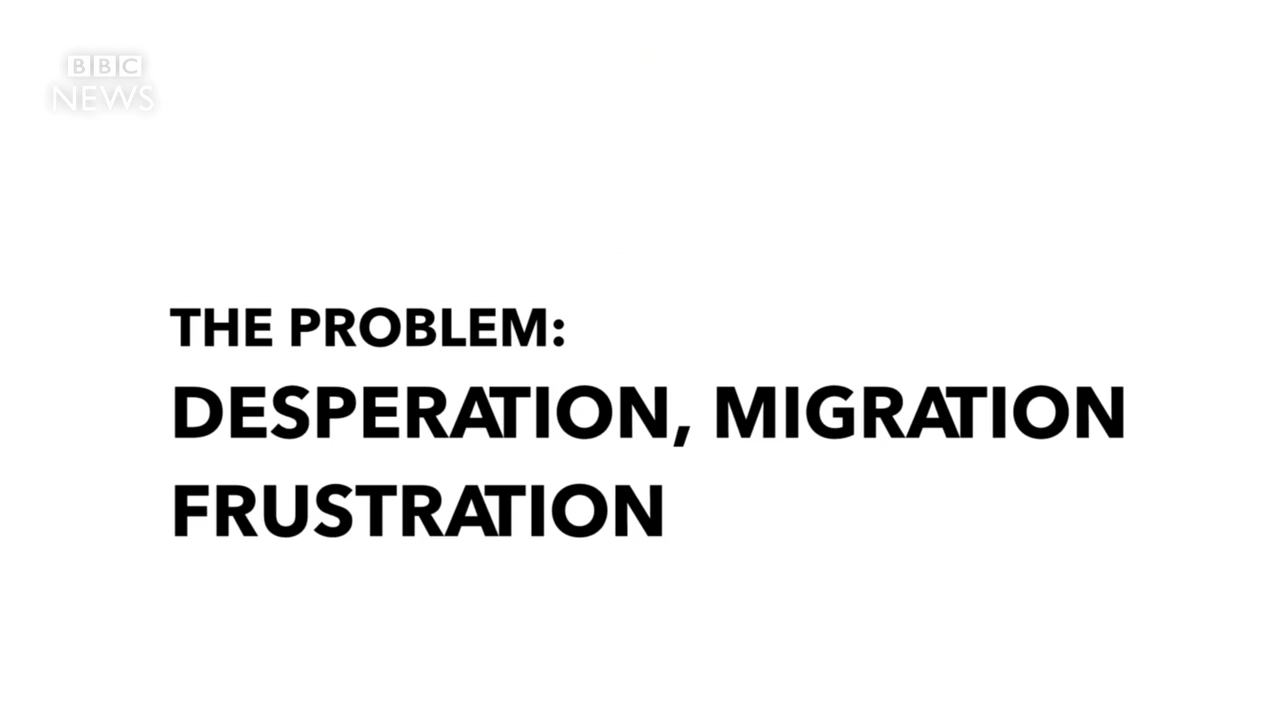 BBC
NEWS
THE PROBLEM:
DESPERATION, MIGRATION
FRUSTRATION